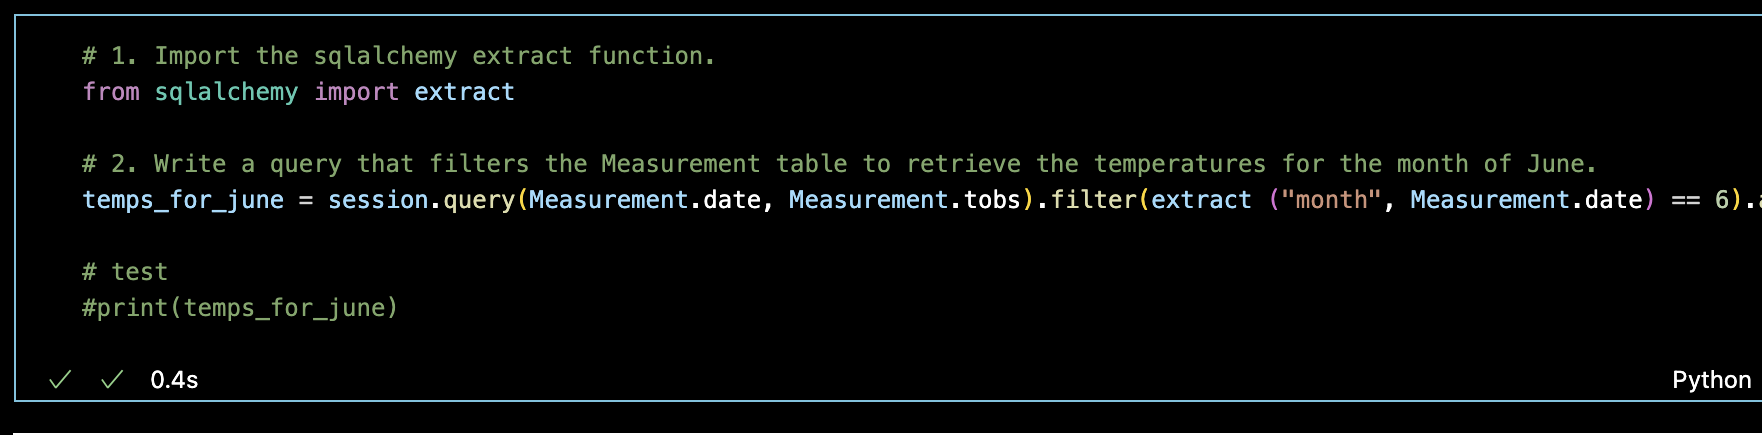 # 1. Import the sqlalchemy extract function.
from sqlalchemy import extract
# 2. Write a query that filters the Measurement table to retrieve the temperatures for the month of June.
temps_for_june = session.query(Measurement.date, Measurement.tobs).filter(extract ("month", Measurement.date) == 6).
# test
#print(temps_for_june)
0.4s
Python